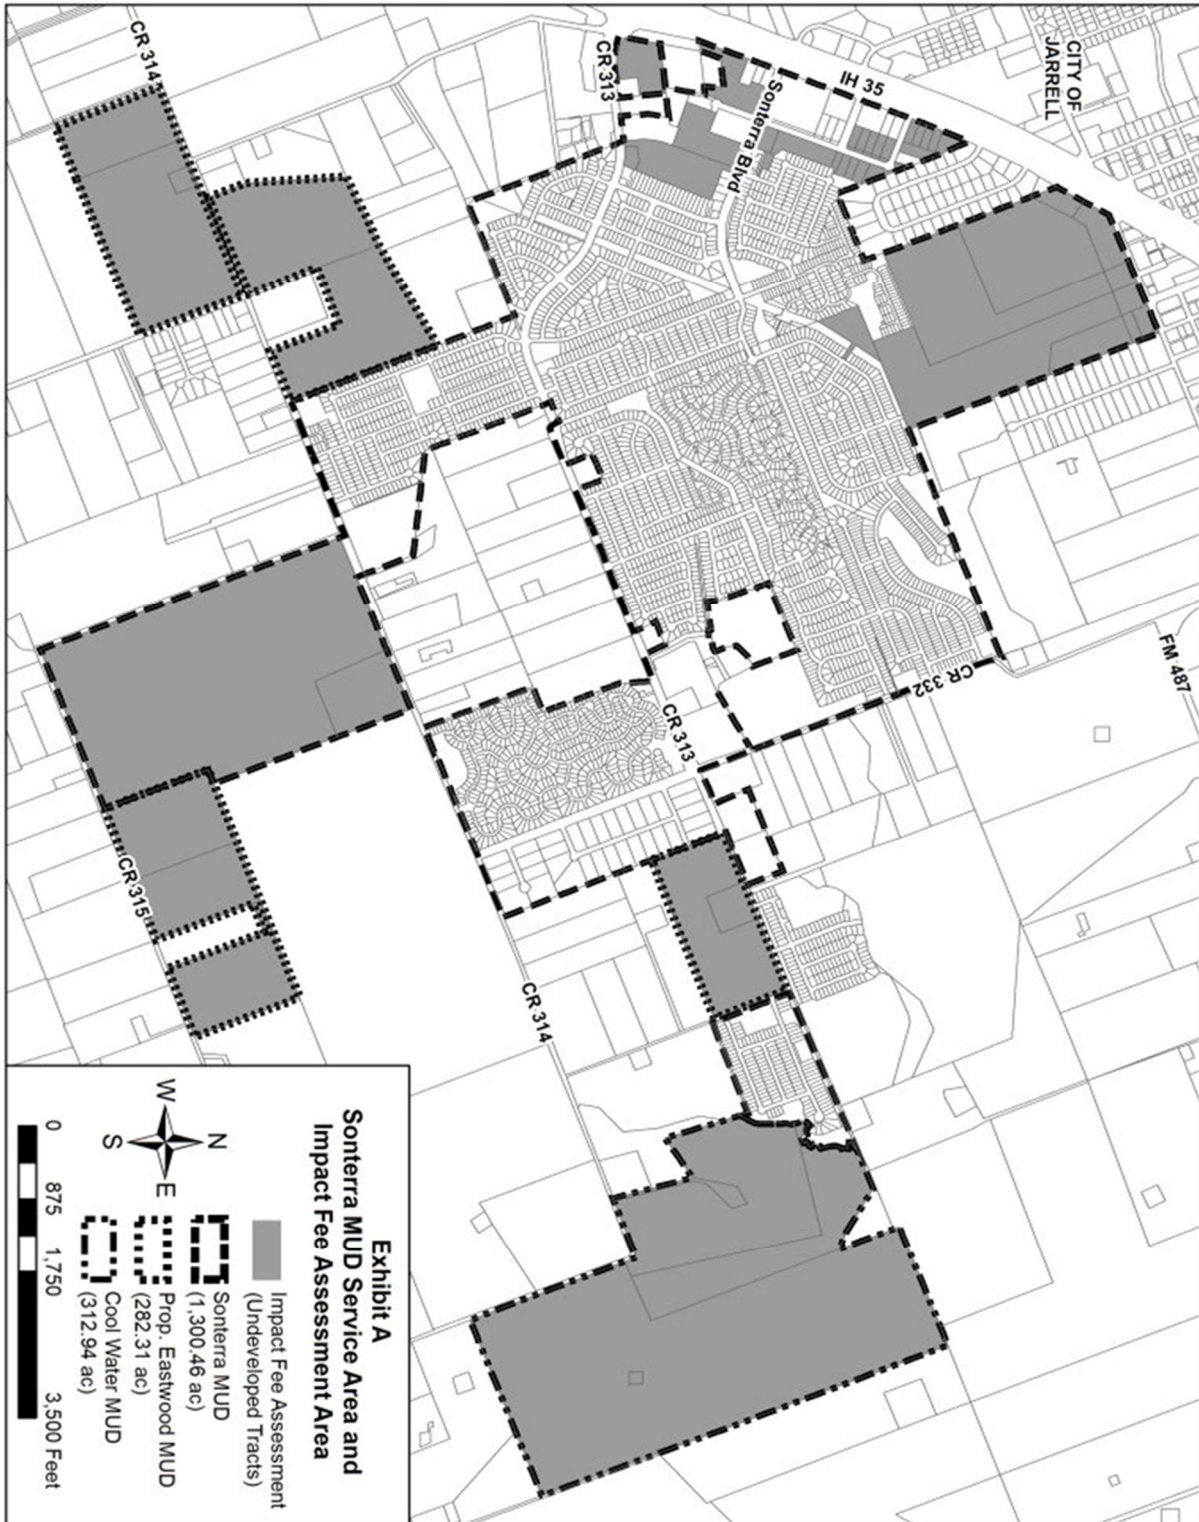 CITY OF
JARRELL
IH 35
CR 314
CR 313
Sonterra Blvd
FM 487
CR 332
CR 313
CR 315
CR 314
Exhibit A
Sonterra MUD Service Area and
Impact Fee Assessment Area
Impact Fee Assessment
(Undeveloped Tracts)
Sonterra MUD
(1,300.46 ac)
Prop. Eastwood MUD
(282.31 ac)
Cool Water MUD
(312.94 ac)
N
W
E
S
0 875 1,750 3,500 Feet